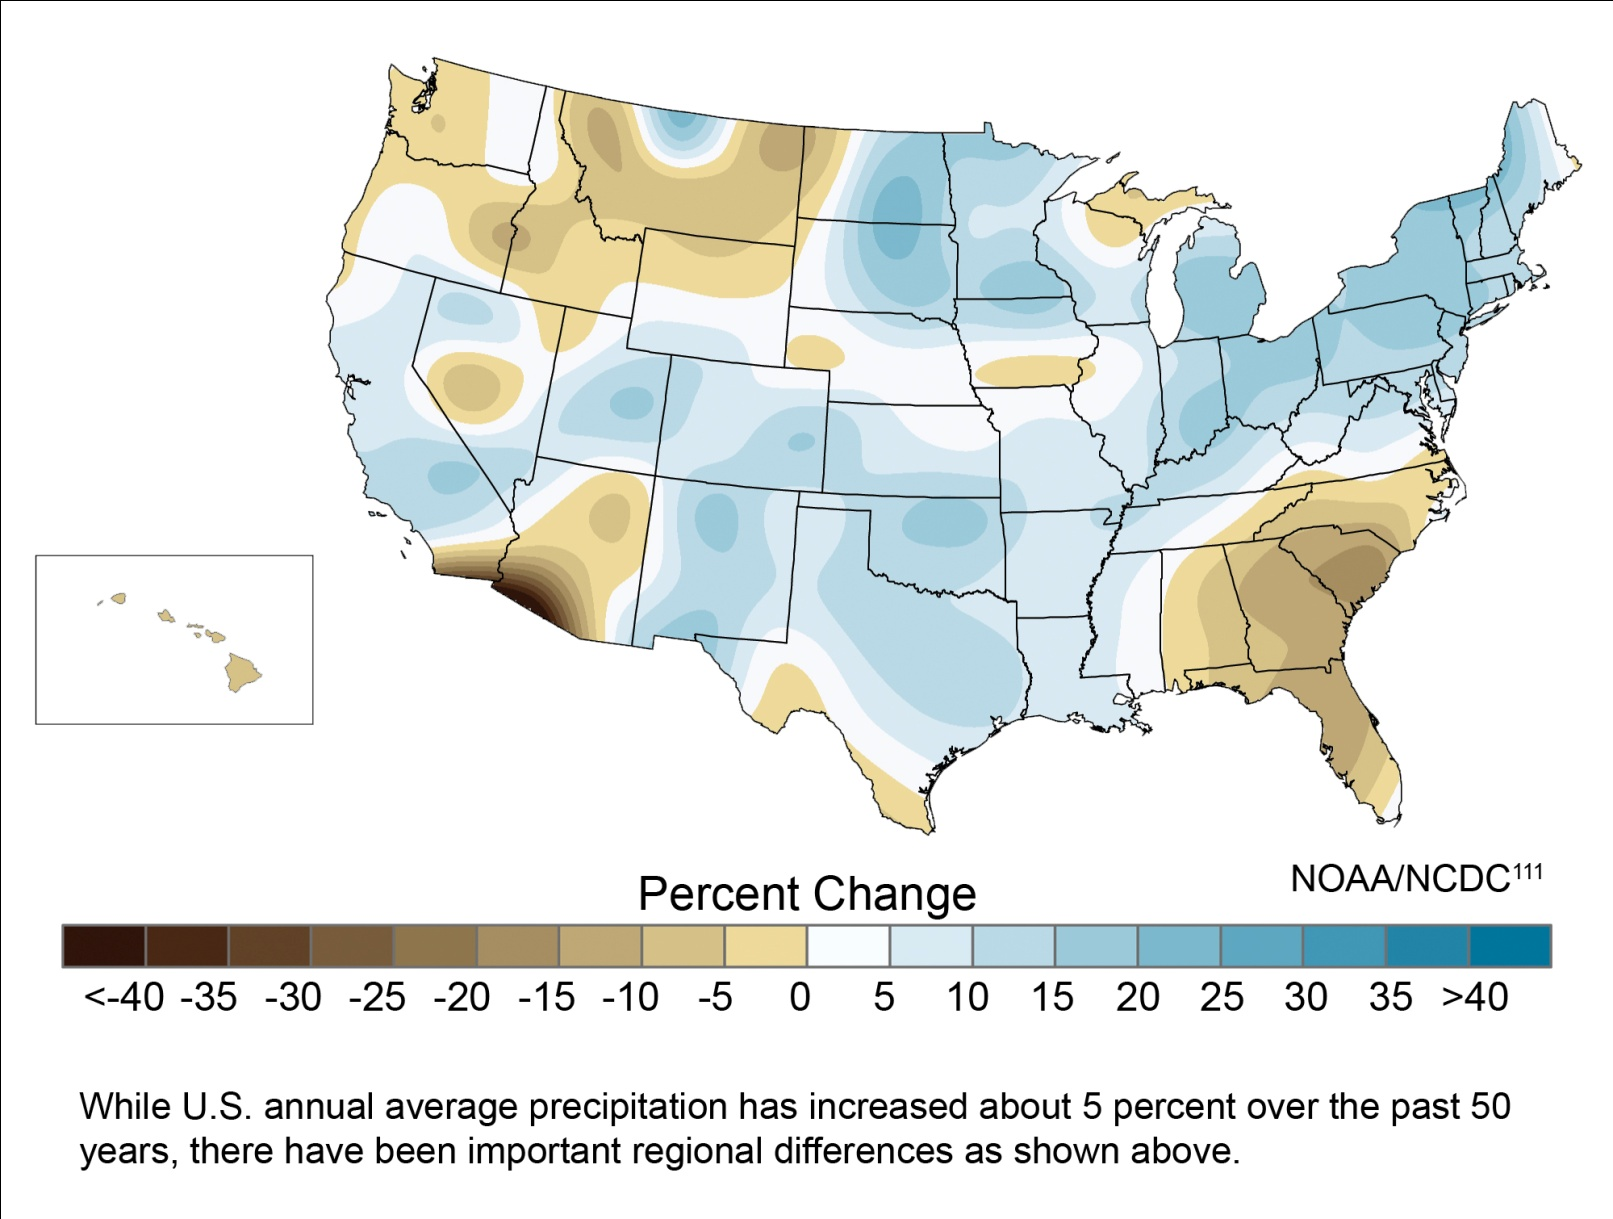 NOAA/NCDC111
Percent Change
<-40 -35 -30 -25 -20 -15 -10 -5 0 5 10 15 20 25 30 35 >40
While U.S. annual average precipitation has increased about 5 percent over the past 50
years, there have been important regional differences as shown above.